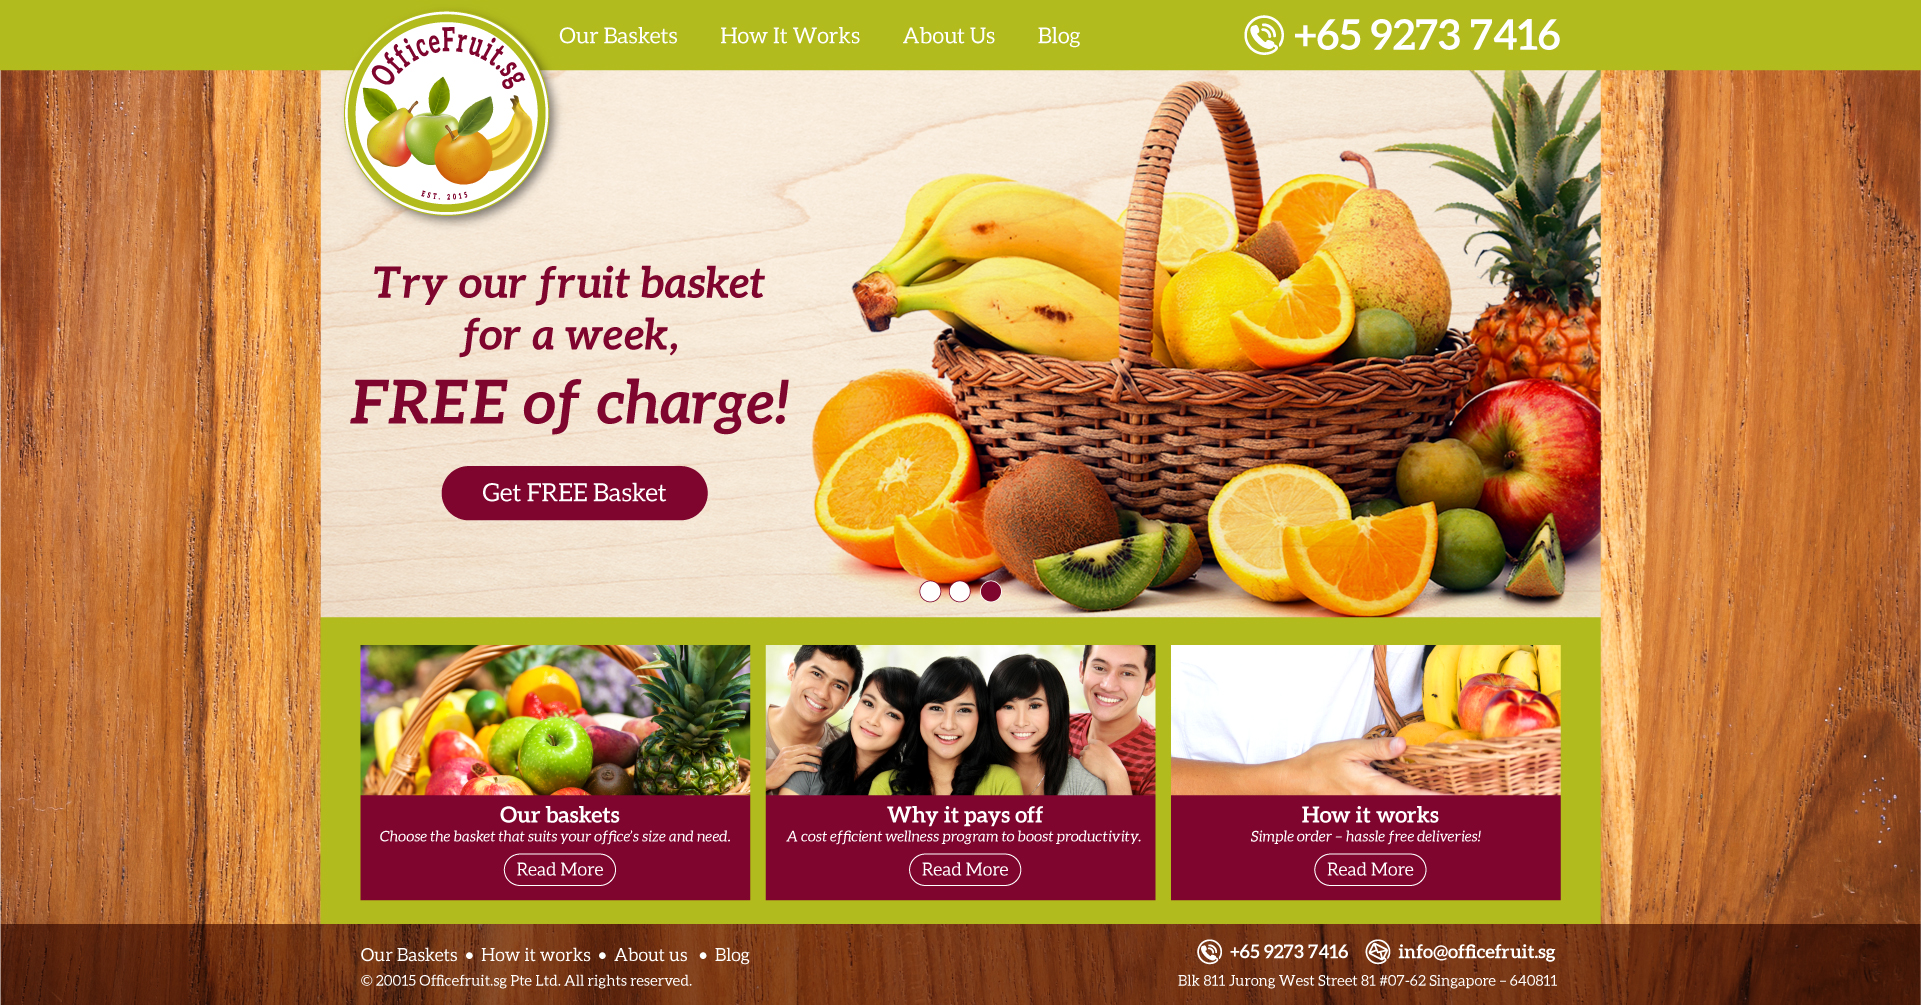 OfficeFruit.sg
EST. 2015
Our Baskets How It Works About Us Blog
+65 9273 7416
Try our fruit basket
for a week,
FREE of charge!
Get FREE Basket
Our baskets
Choose the basket that suits your office's size and need.
Read More
Why it pays off
A cost efficient wellness program to boost productivity.
Read More
How it works
Simple order – hassle free deliveries!
Read More
Our Baskets • How it works • About us • Blog
© 20015 Officefruit.sg Pte Ltd. All rights reserved.
+65 9273 7416 info@officefruit.sg
Blk 811 Jurong West Street 81 #07-62 Singapore – 640811